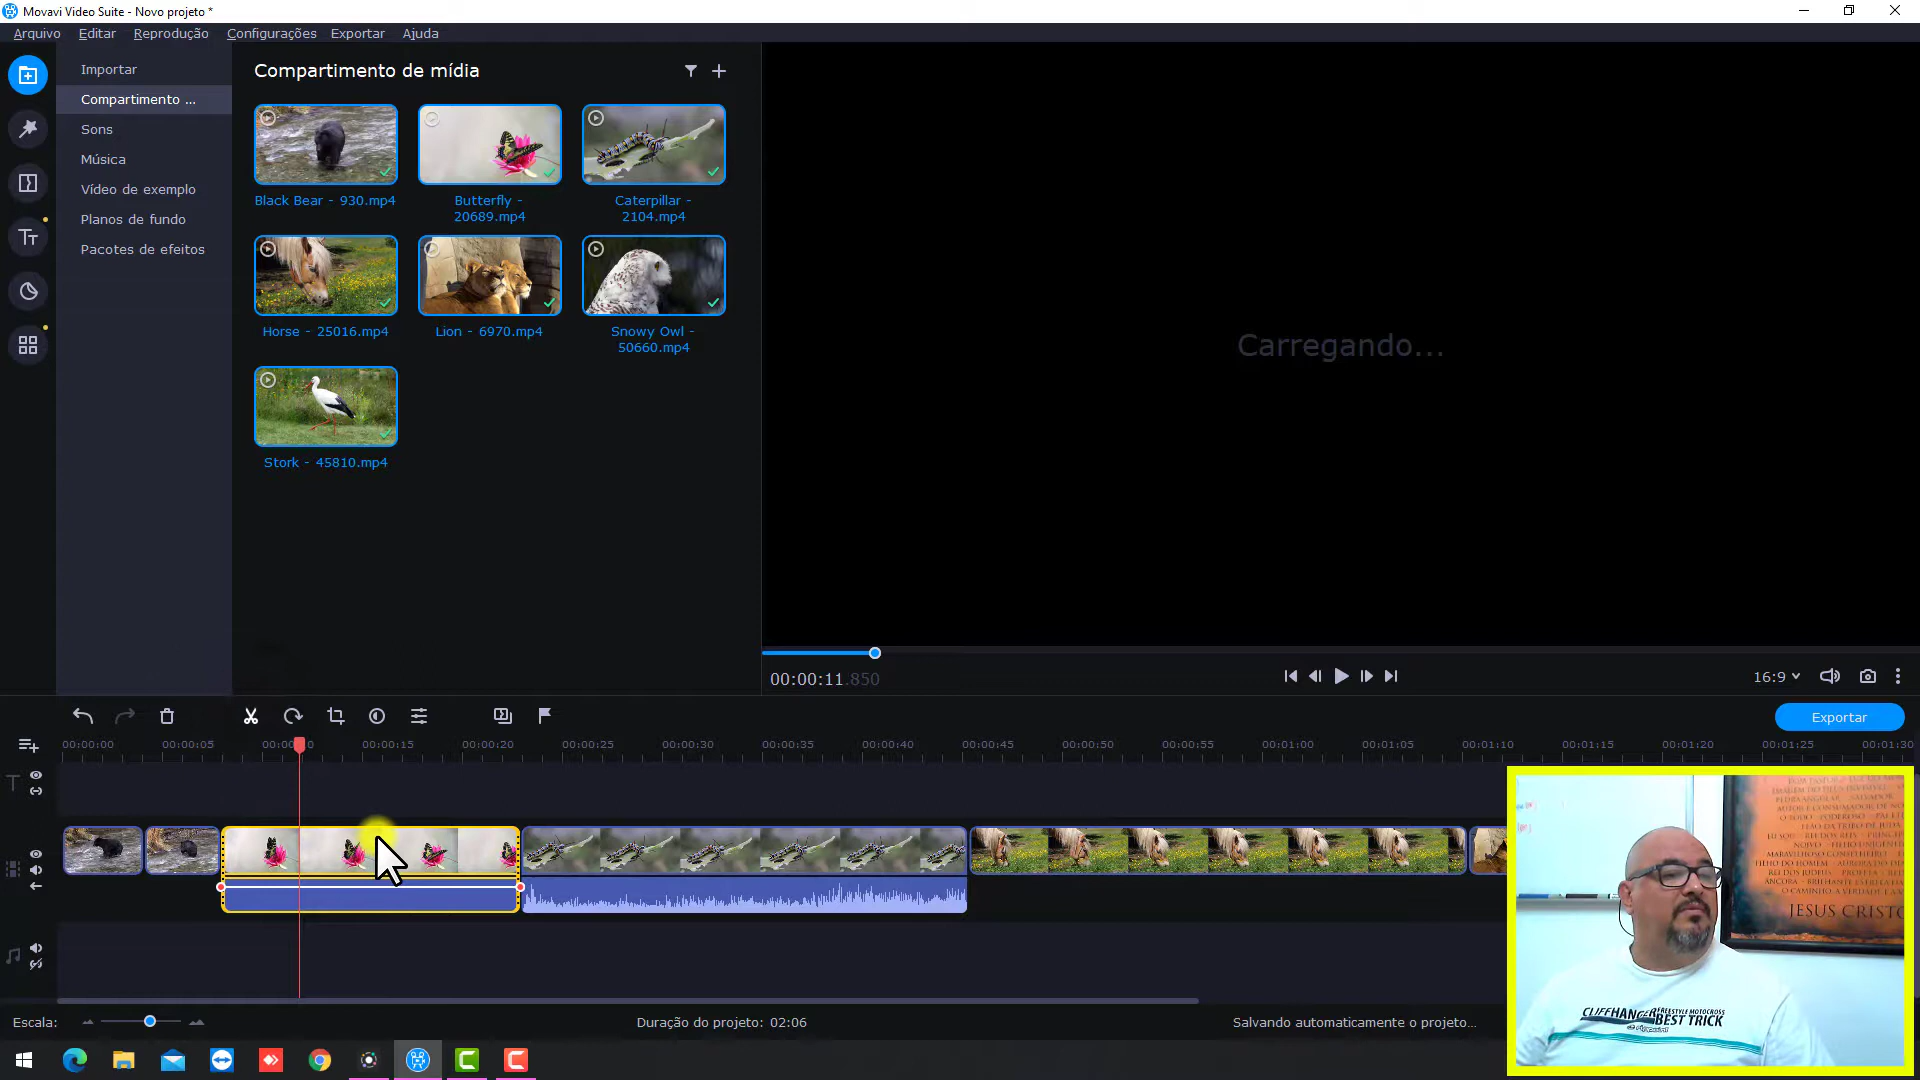 Movavi Video Suite - Novo projeto *
Arquivo Editar Reprodução Configurações Exportar Ajuda
Importar
Compartimento ...
Sons
Música
Vídeo de exemplo
Planos de fundo
Pacotes de efeitos
Compartimento de mídia
Black Bear - 930.mp4
Butterfly -
20689.mp4
Caterpillar -
2104.mp4
Horse - 25016.mp4
Lion - 6970.mp4
Snowy Owl -
50660.mp4
Stork - 45810.mp4
Carregando...
00:00:11.850
16:9
Exportar
00:00:00 00:00:05 00:00:15 00:00:20 00:00:25 00:00:30 00:00:35 00:00:40 00:00:45 00:00:50 00:00:55 00:01:00 00:01:05 00:01:10 00:01:15 00:01:20 00:01:25 00:01:30
Escala:
Duração do projeto: 02:06
Salvando automaticamente o projeto...
JESUS CRISTO
CLIFFHANGER FREESTYLE MOTOCROSS
BEST TRICK